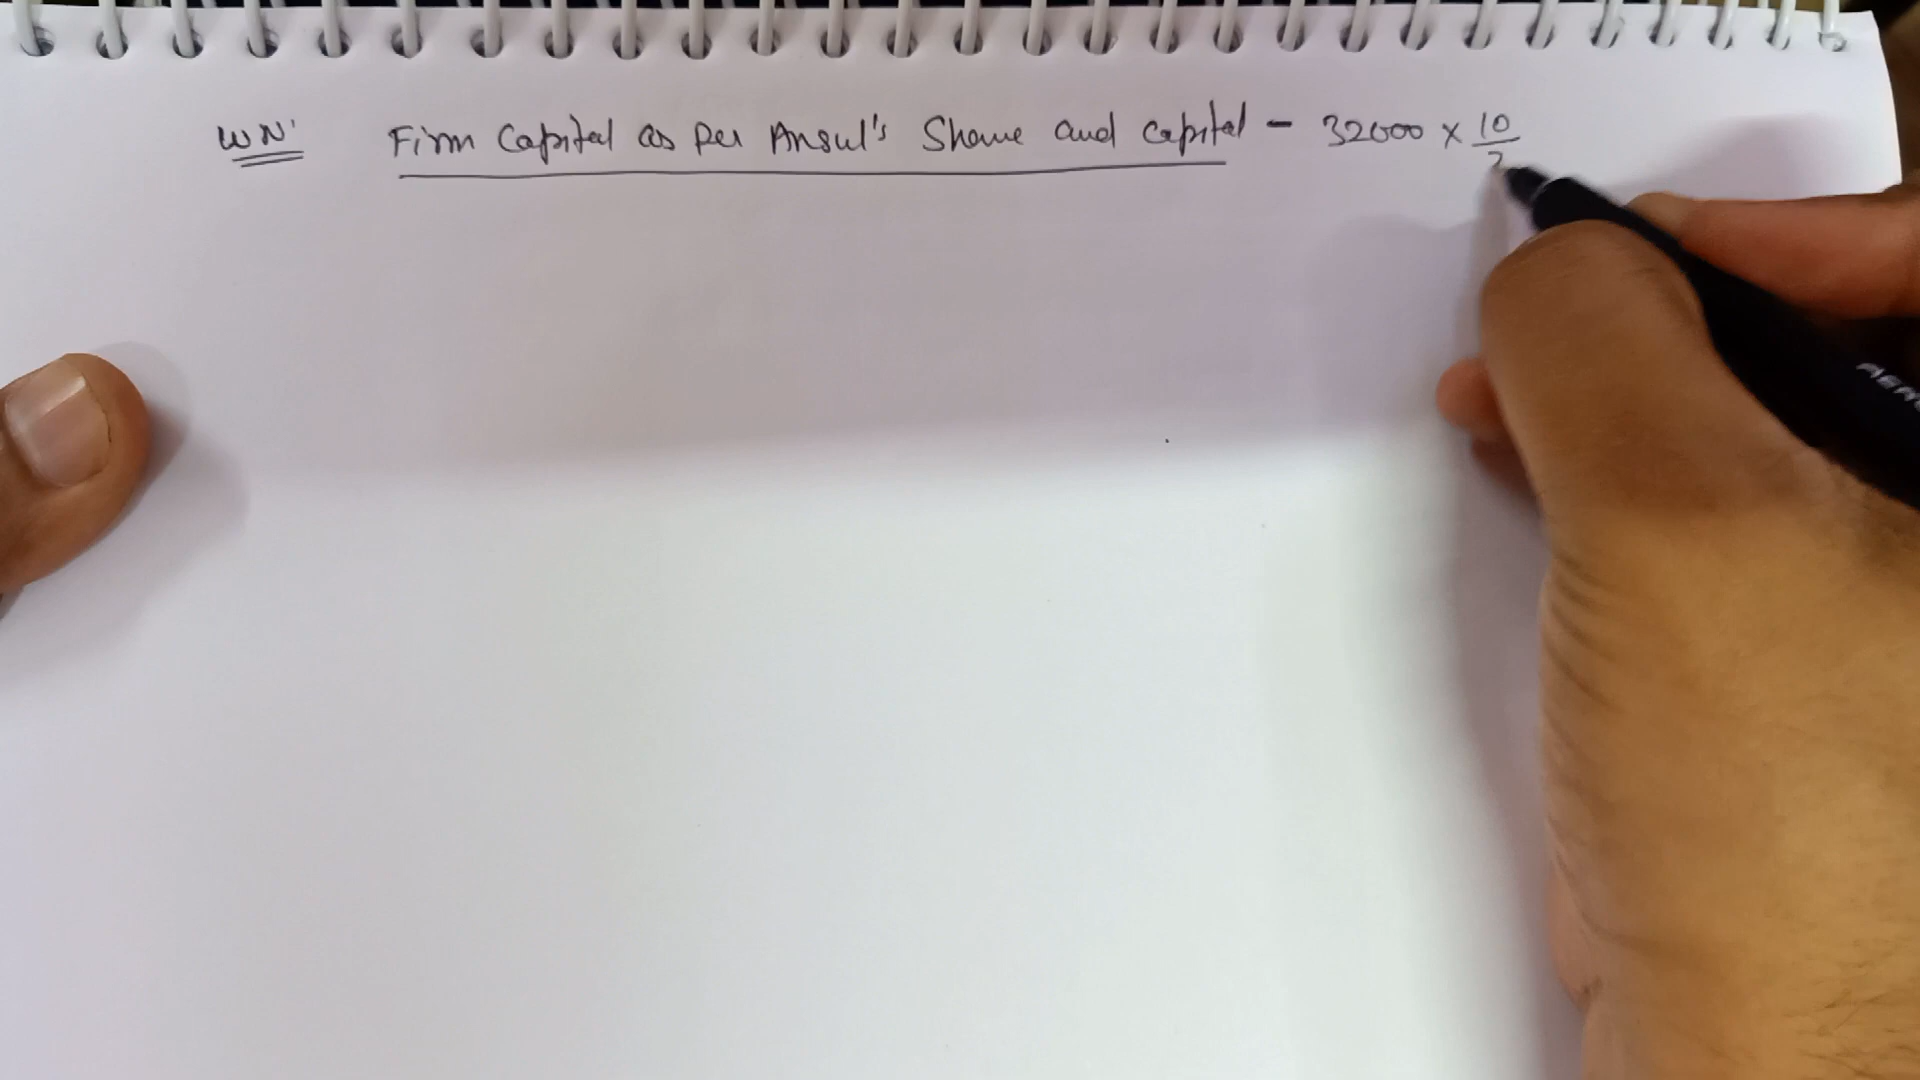 WN' Firm Capital as Per Ansul's Share and Capital - 32000 × 10/